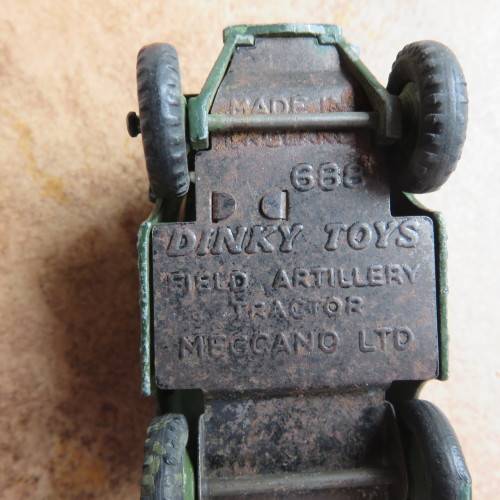 MADE IN
ENGLAND
688
DINKY TOYS
FIELD ARTILLERY
TRACTOR
MECCANO LTD